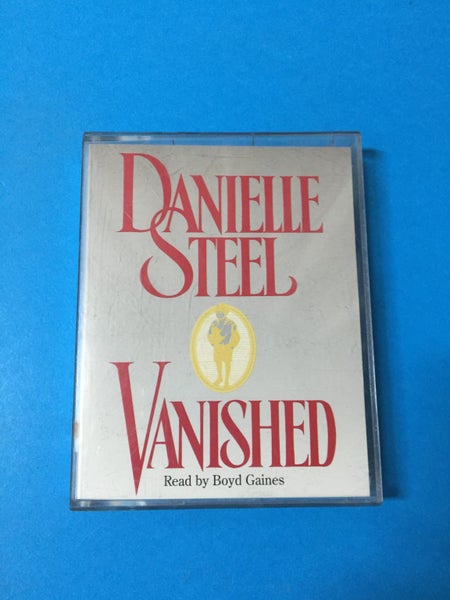 DANIELLE
STEEL
VANISHED
Read by Boyd Gaines